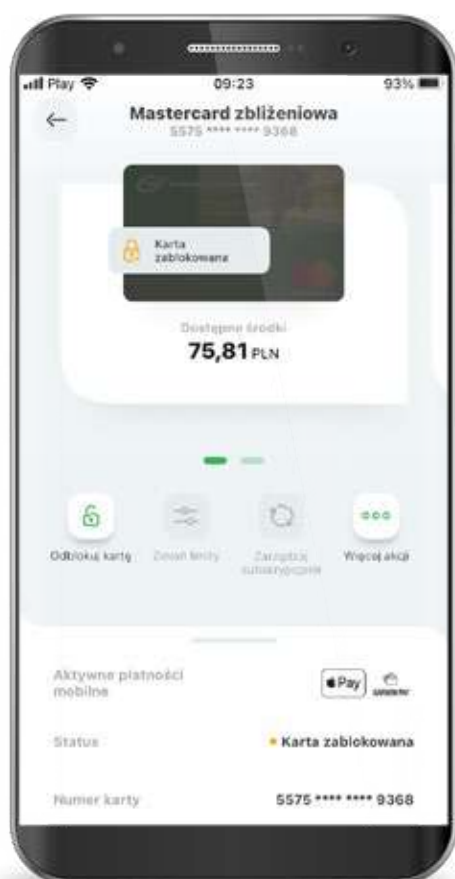 Play 09:23 93%
Mastercard zbliżeniowa
5575 **** **** 9368
Karta
zablokowana
Dostępne środki
75,81 PLN
Odblokuj kartę Zmień limity Zarządzaj Więcej akcji
subskrypcjami
Aktywne płatności
mobilne
Pay
Status Karta zablokowana
Numer karty 5575 **** **** 9368